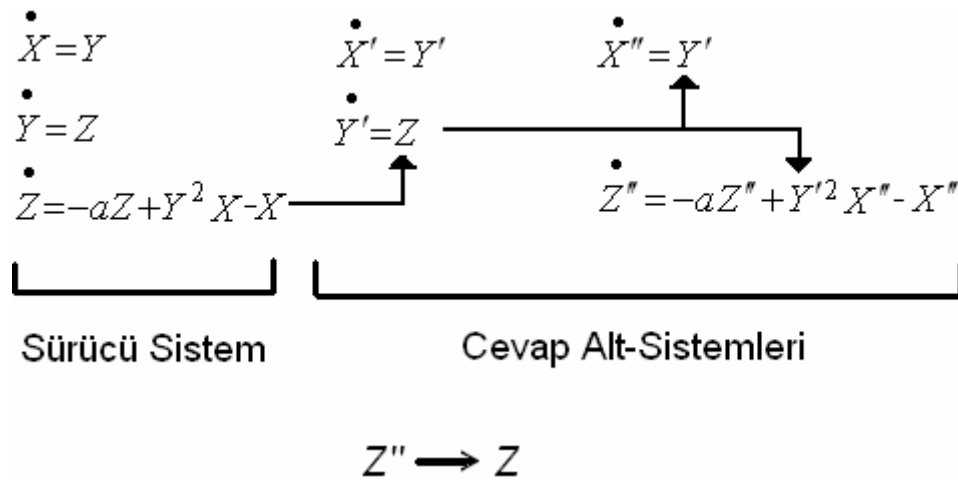 Ẋ=Y
Ẏ=Z
Ż=-aZ+Y²X-X
Ẋ'=Y'
Ẏ'=Z
Ẋ''=Y'
Ż''=-aZ''+Y'²X''-X''
Sürücü Sistem
Cevap Alt-Sistemleri
Z'' → Z